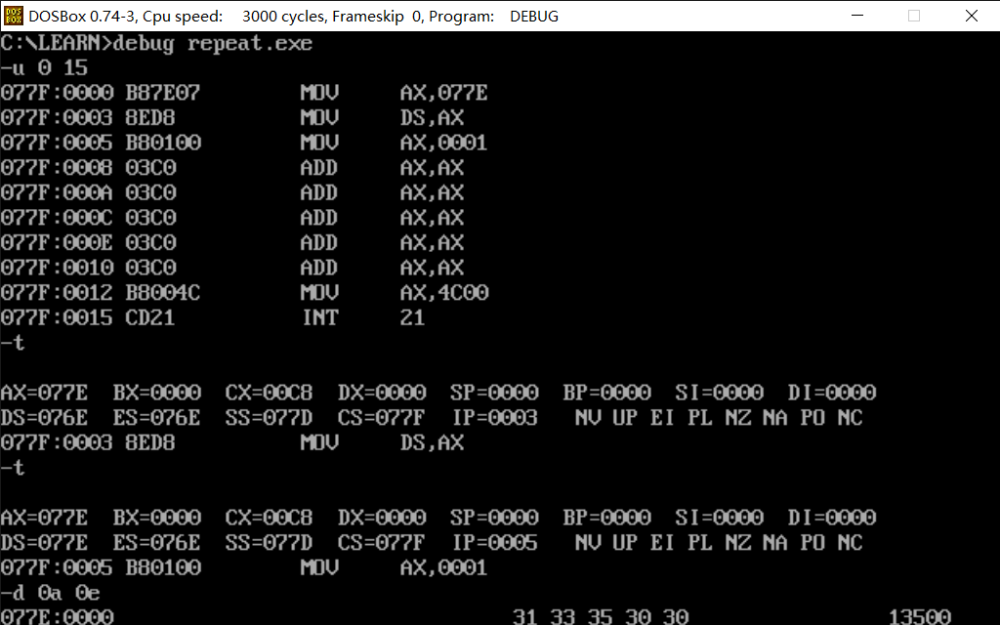 DOS BOX DOSBox 0.74-3, Cpu speed: 3000 cycles, Frameskip 0, Program: DEBUG
C:\LEARN>debug repeat.exe
-u 0 15
077F:0000 B87E07 MOV AX,077E
077F:0003 8ED8 MOV DS,AX
077F:0005 B80100 MOV AX,0001
077F:0008 03C0 ADD AX,AX
077F:000A 03C0 ADD AX,AX
077F:000C 03C0 ADD AX,AX
077F:000E 03C0 ADD AX,AX
077F:0010 03C0 ADD AX,AX
077F:0012 B8004C MOV AX,4C00
077F:0015 CD21 INT 21
-t
AX=077E BX=0000 CX=00C8 DX=0000 SP=0000 BP=0000 SI=0000 DI=0000
DS=076E ES=076E SS=077D CS=077F IP=0003 NV UP EI PL NZ NA PO NC
077F:0003 8ED8 MOV DS,AX
-t
AX=077E BX=0000 CX=00C8 DX=0000 SP=0000 BP=0000 SI=0000 DI=0000
DS=077E ES=076E SS=077D CS=077F IP=0005 NV UP EI PL NZ NA PO NC
077F:0005 B80100 MOV AX,0001
-d 0a 0e
077E:0000 31 33 35 30 30 13500